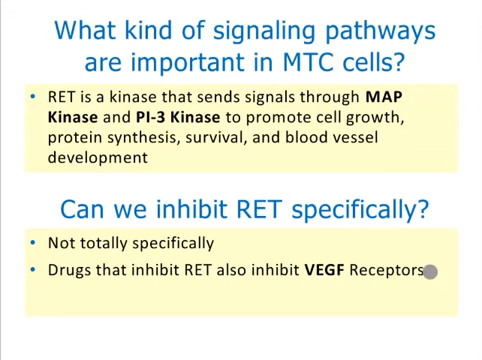 What kind of signaling pathways
are important in MTC cells?
• RET is a kinase that sends signals through MAP
Kinase and PI-3 Kinase to promote cell growth,
protein synthesis, survival, and blood vessel
development
Can we inhibit RET specifically?
• Not totally specifically
• Drugs that inhibit RET also inhibit VEGF Receptors